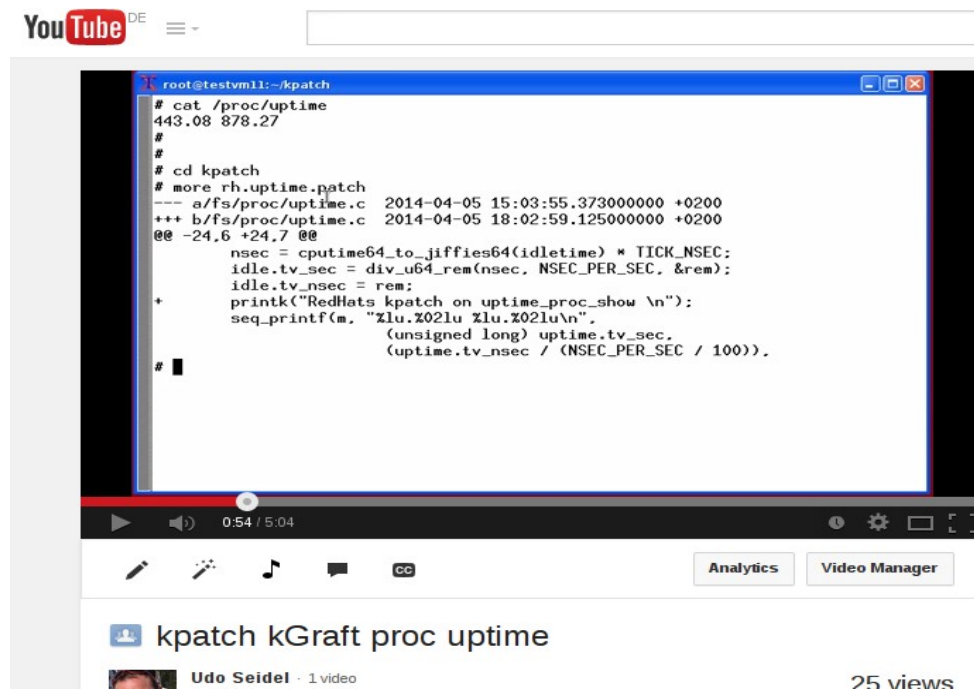 YouTube DE
root@testvm11:~/kpatch
# cat /proc/uptime
443.08 878.27
#
#
# cd kpatch
# more rh.uptime.patch
--- a/fs/proc/uptime.c  2014-04-05 15:03:55.373000000 +0200
+++ b/fs/proc/uptime.c  2014-04-05 18:02:59.125000000 +0200
@@ -24,6 +24,7 @@
        nsec = cputime64_to_jiffies64(idletime) * TICK_NSEC;
        idle.tv_sec = div_u64_rem(nsec, NSEC_PER_SEC, &rem);
        idle.tv_nsec = rem;
+       printk("RedHats kpatch on uptime_proc_show \n");
        seq_printf(m, "%lu.%02lu %lu.%02lu\n",
                        (unsigned long) uptime.tv_sec,
                        (uptime.tv_nsec / (NSEC_PER_SEC / 100)),
#
0:54 / 5:04
CC
Analytics
Video Manager
kpatch kGraft proc uptime
Udo Seidel · 1 video
25 views